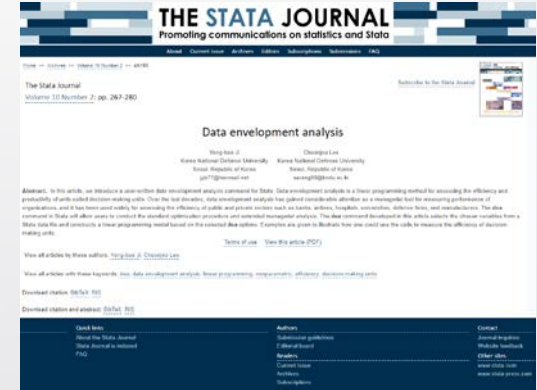 THE STATA JOURNAL
Promoting communications on statistics and Stata
About Current Issue Archives Editors Subscriptions Submissions FAQ
Home >> Archives >> Volume 10 Number 2 >> st0193
Subscribe to the Stata Journal
The Stata Journal
Volume 10 Number 2: pp. 267-280
Data envelopment analysis
Yong-bae Ji Choonjoo Lee
Korea National Defense University Korea National Defense University
Seoul, Republic of Korea Seoul, Republic of Korea
Abstract. In this article, we introduce a user-written data envelopment analysis command for Stata. Data envelopment analysis is a linear programming method for assessing the efficiency and
productivity of units called decision-making units. Over the last decades, data envelopment analysis has gained considerable attention as a managerial tool for measuring performance of
organizations, and it has been used widely for assessing the efficiency of public and private sectors such as banks, airlines, hospitals, universities, defense firms, and manufacturers. The dea
command in Stata will allow users to conduct the standard optimization procedure and extended managerial analysis. The dea command developed in this article selects the chosen variables from a
Stata data file and constructs a linear programming model based on the selected dea options. Examples are given to illustrate how one could use the code to measure the efficiency of decision-
making units.
Terms of use View this article (PDF)
View all articles by these authors: Yong-bae Ji, Choonjoo Lee
View all articles with these keywords: dea, data envelopment analysis, linear programming, nonparametric, efficiency, decision-making units
Download citation: BibTeX RIS
Download citation and abstract: BibTeX RIS
Quick links Authors Contact
About the Stata Journal Submission guidelines Journal inquiries
Stata Journal is indexed Editorial board Website feedback
FAQ Readers Other sites
Current Issue www.stata.com
Archives www.stata-press.com
Subscriptions